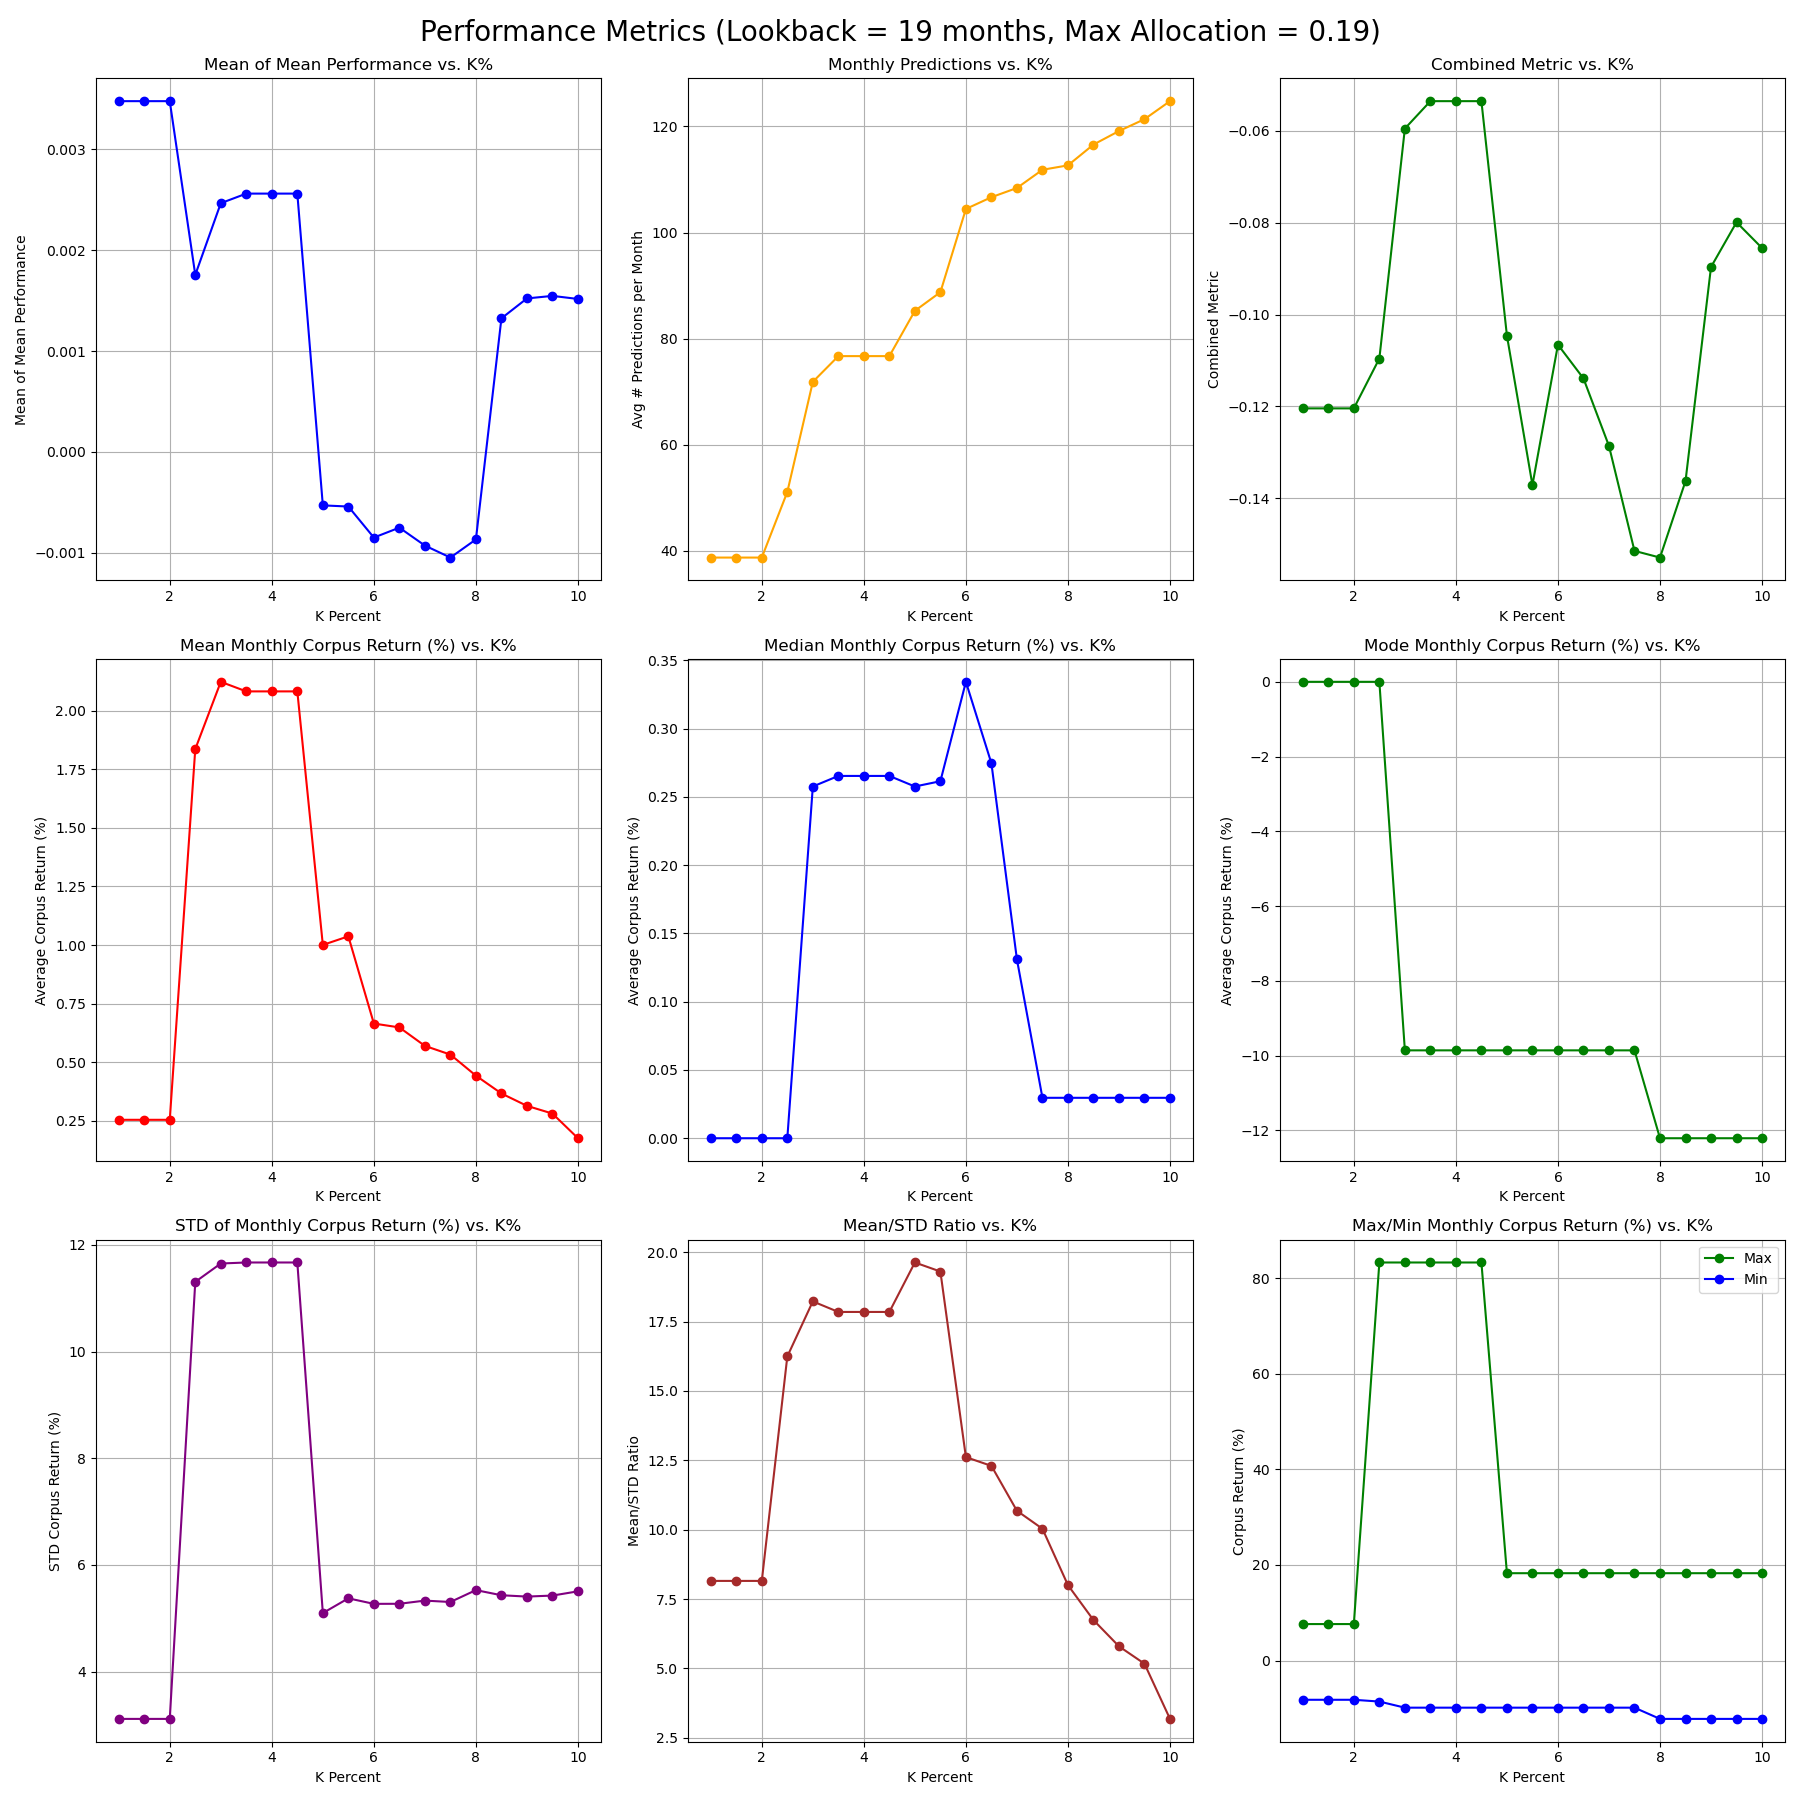 Performance Metrics (Lookback = 19 months, Max Allocation = 0.19)
Mean of Mean Performance vs. K%
Mean of Mean Performance
0.003
0.002
0.001
0.000
−0.001
2 4 6 8 10
K Percent
Monthly Predictions vs. K%
Avg # Predictions per Month
120
100
80
60
40
2 4 6 8 10
K Percent
Combined Metric vs. K%
Combined Metric
−0.06
−0.08
−0.10
−0.12
−0.14
2 4 6 8 10
K Percent
Mean Monthly Corpus Return (%) vs. K%
Average Corpus Return (%)
2.00
1.75
1.50
1.25
1.00
0.75
0.50
0.25
2 4 6 8 10
K Percent
Median Monthly Corpus Return (%) vs. K%
Average Corpus Return (%)
0.35
0.30
0.25
0.20
0.15
0.10
0.05
0.00
2 4 6 8 10
K Percent
Mode Monthly Corpus Return (%) vs. K%
Average Corpus Return (%)
0
−2
−4
−6
−8
−10
−12
2 4 6 8 10
K Percent
STD of Monthly Corpus Return (%) vs. K%
STD Corpus Return (%)
12
10
8
6
4
2 4 6 8 10
K Percent
Mean/STD Ratio vs. K%
Mean/STD Ratio
20.0
17.5
15.0
12.5
10.0
7.5
5.0
2.5
2 4 6 8 10
K Percent
Max/Min Monthly Corpus Return (%) vs. K%
Corpus Return (%)
Max
Min
80
60
40
20
0
2 4 6 8 10
K Percent